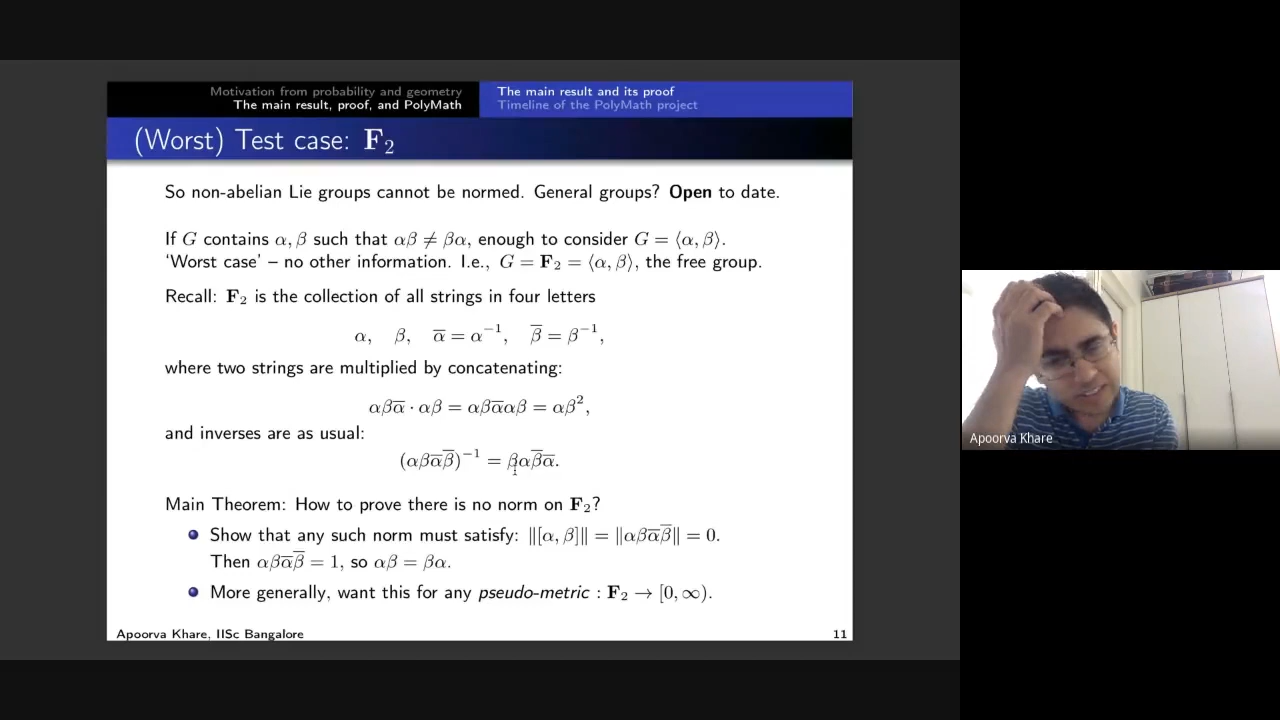 Motivation from probability and geometry
The main result, proof, and PolyMath
The main result and its proof
Timeline of the PolyMath project
(Worst) Test case: F₂
So non-abelian Lie groups cannot be normed. General groups? Open to date.
If G contains α, β such that αβ ≠ βα, enough to consider G = ⟨α, β⟩.
'Worst case' – no other information. I.e., G = F₂ = ⟨α, β⟩, the free group.
Recall: F₂ is the collection of all strings in four letters
α, β, α̅ = α⁻¹, β̅ = β⁻¹,
where two strings are multiplied by concatenating:
αβα̅ · αβ = αβα̅αβ = αβ²,
and inverses are as usual:
(αβα̅β̅)⁻¹ = βαβ̅α̅.
Main Theorem: How to prove there is no norm on F₂?
Show that any such norm must satisfy: ‖[α, β]‖ = ‖αβα̅β̅‖ = 0.
Then αβα̅β̅ = 1, so αβ = βα.
More generally, want this for any pseudo-metric : F₂ → [0, ∞).
Apoorva Khare, IISc Bangalore
11
Apoorva Khare